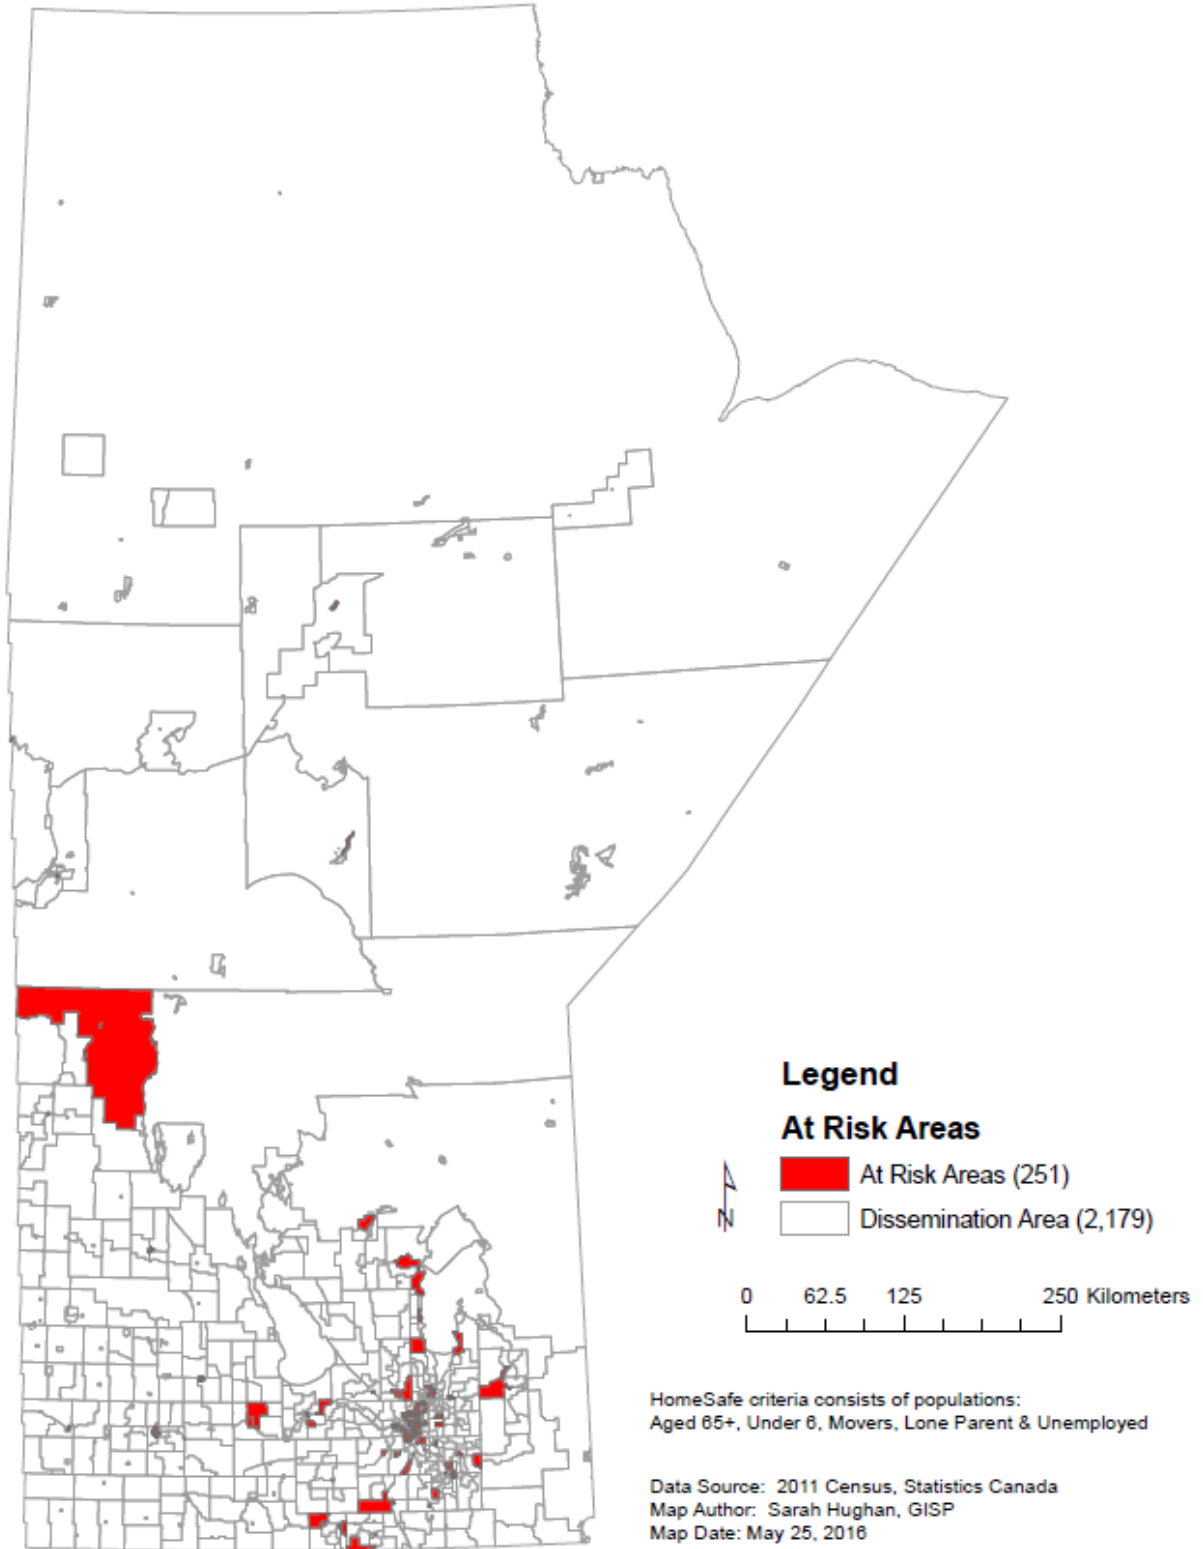 Legend
At Risk Areas
At Risk Areas (251)
Dissemination Area (2,179)
N
0 62.5 125 250 Kilometers
HomeSafe criteria consists of populations:
Aged 65+, Under 6, Movers, Lone Parent & Unemployed
Data Source: 2011 Census, Statistics Canada
Map Author: Sarah Hughan, GISP
Map Date: May 25, 2016